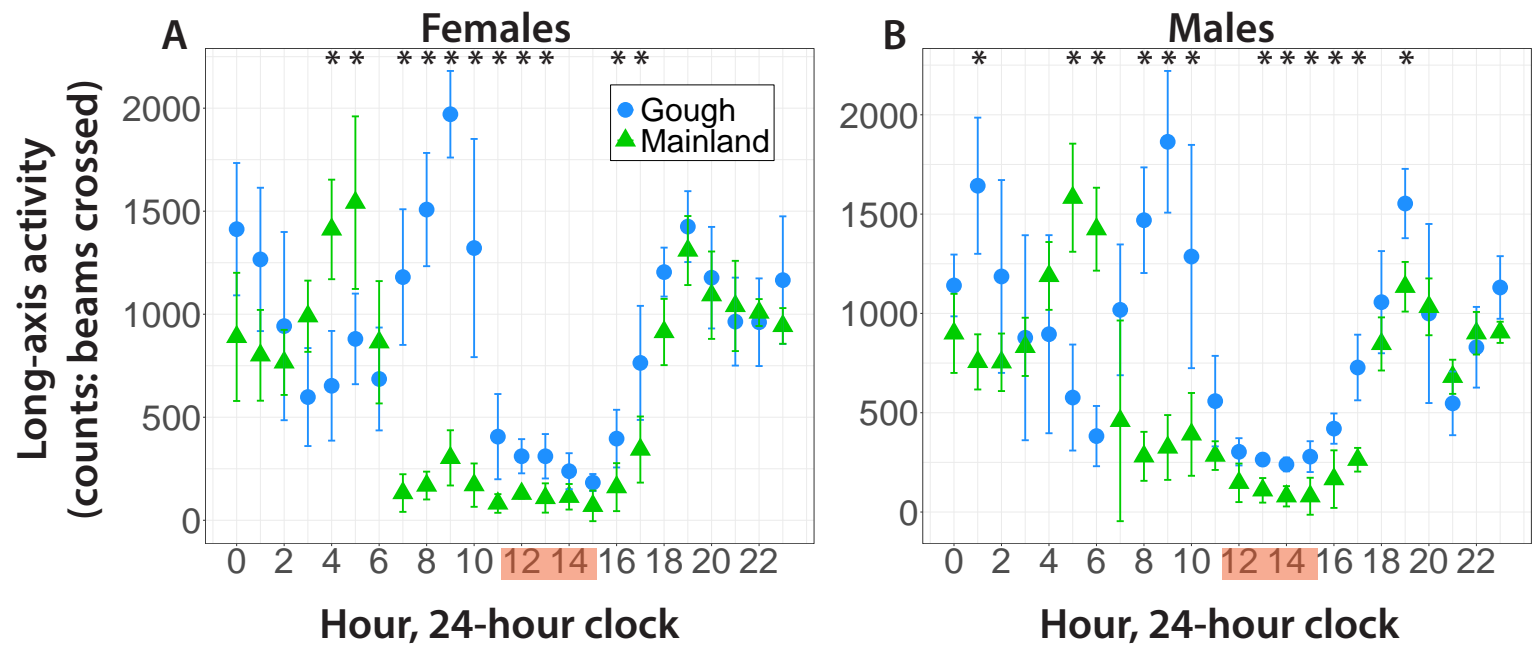 A Females
B Males
* * * * * * * * * * *
* * * * * * * * * * * *
Long-axis activity
(counts: beams crossed)
2000
1500
1000
500
0
Gough
Mainland
2000
1500
1000
500
0
0 2 4 6 8 10 12 14 16 18 20 22
0 2 4 6 8 10 12 14 16 18 20 22
Hour, 24-hour clock
Hour, 24-hour clock